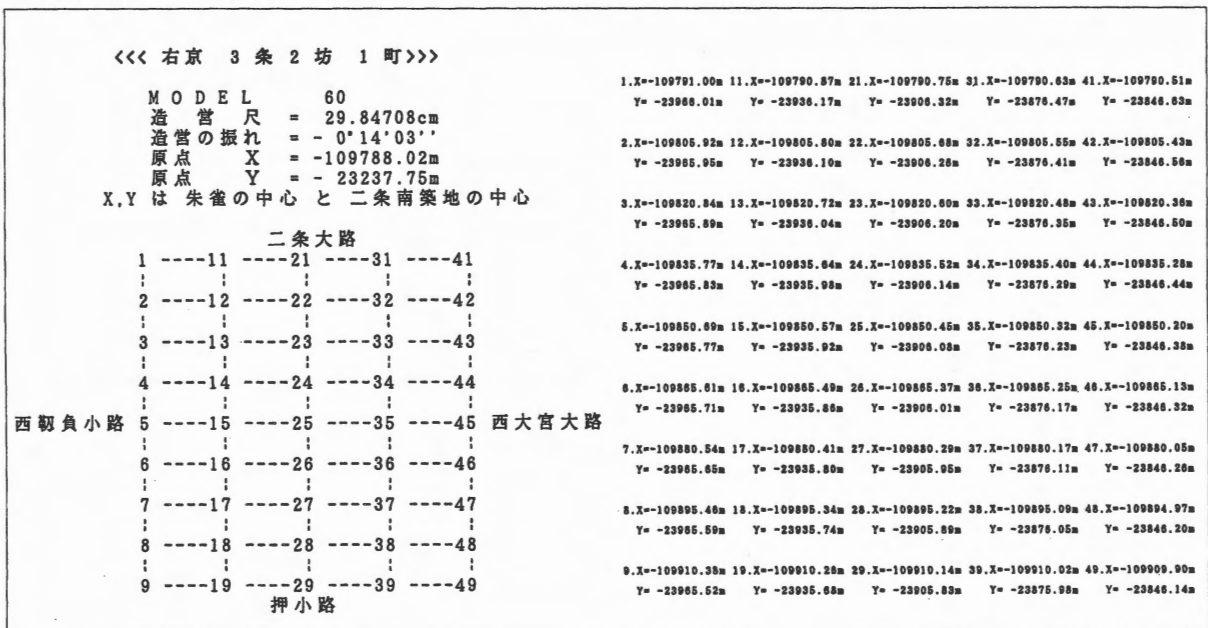 <<< 右京 3 条 2 坊 1 町>>>
MODEL 60
造営尺 = 29.84708cm
造営の振れ = - 0°14'03''
原点 X = -109788.02m
原点 Y = - 23237.75m
X,Y は 朱雀の中心 と 二条南築地の中心
二条大路
1 ----11 ----21 ----31 ----41
2 ----12 ----22 ----32 ----42
3 ----13 ----23 ----33 ----43
4 ----14 ----24 ----34 ----44
西靱負小路 5 ----15 ----25 ----35 ----45 西大宮大路
6 ----16 ----26 ----36 ----46
7 ----17 ----27 ----37 ----47
8 ----18 ----28 ----38 ----48
9 ----19 ----29 ----39 ----49
押小路
1.X=-109791.00m 11.X=-109790.87m 21.X=-109790.75m 31.X=-109790.63m 41.X=-109790.51m
Y= -23966.01m Y= -23936.17m Y= -23906.32m Y= -23876.47m Y= -23846.63m
2.X=-109805.92m 12.X=-109805.80m 22.X=-109805.68m 32.X=-109805.55m 42.X=-109805.43m
Y= -23965.95m Y= -23936.10m Y= -23906.26m Y= -23876.41m Y= -23846.56m
3.X=-109820.84m 13.X=-109820.72m 23.X=-109820.60m 33.X=-109820.48m 43.X=-109820.36m
Y= -23965.89m Y= -23936.04m Y= -23906.20m Y= -23876.35m Y= -23846.50m
4.X=-109835.77m 14.X=-109835.64m 24.X=-109835.52m 34.X=-109835.40m 44.X=-109835.28m
Y= -23965.83m Y= -23935.98m Y= -23906.14m Y= -23876.29m Y= -23846.44m
5.X=-109850.69m 15.X=-109850.57m 25.X=-109850.45m 35.X=-109850.32m 45.X=-109850.20m
Y= -23965.77m Y= -23935.92m Y= -23906.08m Y= -23876.23m Y= -23846.38m
6.X=-109865.61m 16.X=-109865.49m 26.X=-109865.37m 36.X=-109865.25m 46.X=-109865.13m
Y= -23965.71m Y= -23935.86m Y= -23906.01m Y= -23876.17m Y= -23846.32m
7.X=-109880.54m 17.X=-109880.41m 27.X=-109880.29m 37.X=-109880.17m 47.X=-109880.05m
Y= -23965.65m Y= -23935.80m Y= -23905.95m Y= -23876.11m Y= -23846.26m
8.X=-109895.46m 18.X=-109895.34m 28.X=-109895.22m 38.X=-109895.09m 48.X=-109894.97m
Y= -23965.59m Y= -23935.74m Y= -23905.89m Y= -23876.05m Y= -23846.20m
9.X=-109910.38m 19.X=-109910.26m 29.X=-109910.14m 39.X=-109910.02m 49.X=-109909.90m
Y= -23965.52m Y= -23935.68m Y= -23905.83m Y= -23875.98m Y= -23846.14m